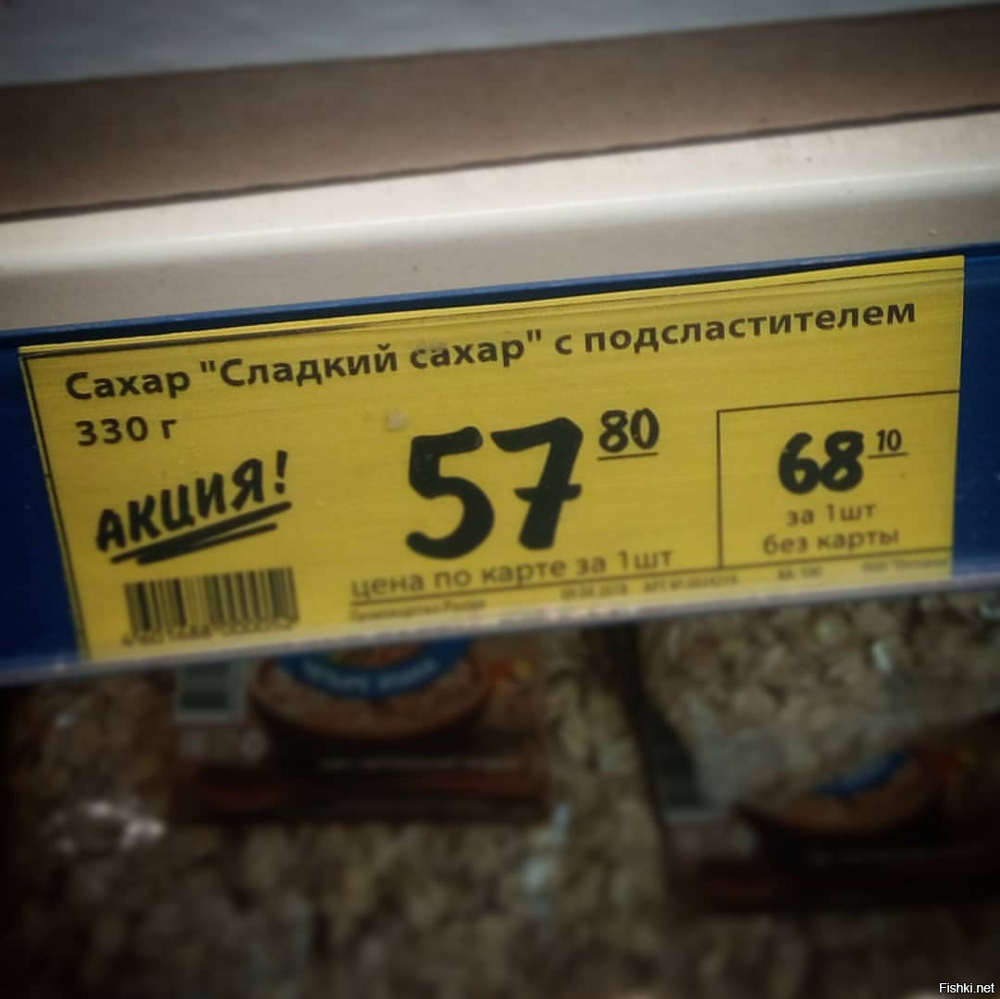 Сахар "Сладкий сахар" с подсластителем
330 г
АКЦИЯ!
57 80
цена по карте за 1шт
68 10
за 1шт
без карты
Fishki.net